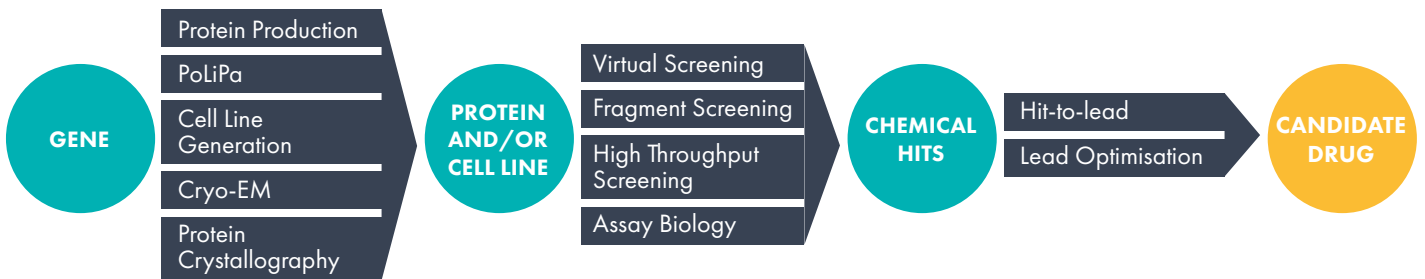 GENE
Protein Production
PoLiPa
Cell Line
Generation
Cryo-EM
Protein
Crystallography
PROTEIN
AND/OR
CELL LINE
Virtual Screening
Fragment Screening
High Throughput
Screening
Assay Biology
CHEMICAL
HITS
Hit-to-lead
Lead Optimisation
CANDIDATE
DRUG